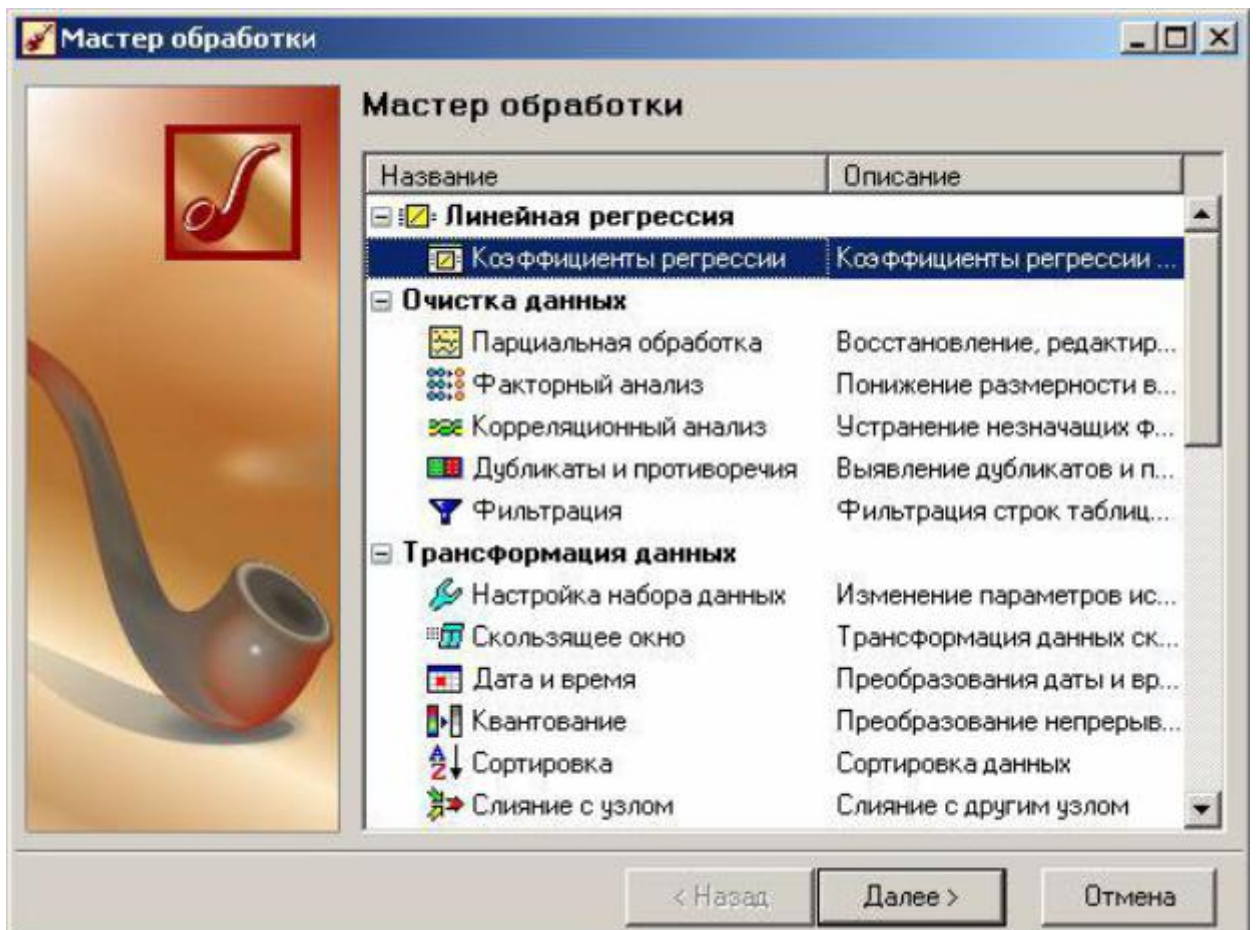 Мастер обработки
Мастер обработки
Название Описание
Линейная регрессия
Коэффициенты регрессии Коэффициенты регрессии ...
Очистка данных
Парциальная обработка Восстановление, редактир...
Факторный анализ Понижение размерности в...
Корреляционный анализ Устранение незначащих ф...
Дубликаты и противоречия Выявление дубликатов и п...
Фильтрация Фильтрация строк таблиц...
Трансформация данных
Настройка набора данных Изменение параметров ис...
Скользящее окно Трансформация данных ск...
Дата и время Преобразования даты и вр...
Квантование Преобразование непрерыв...
Сортировка Сортировка данных
Слияние с узлом Слияние с другим узлом
< Назад Далее > Отмена